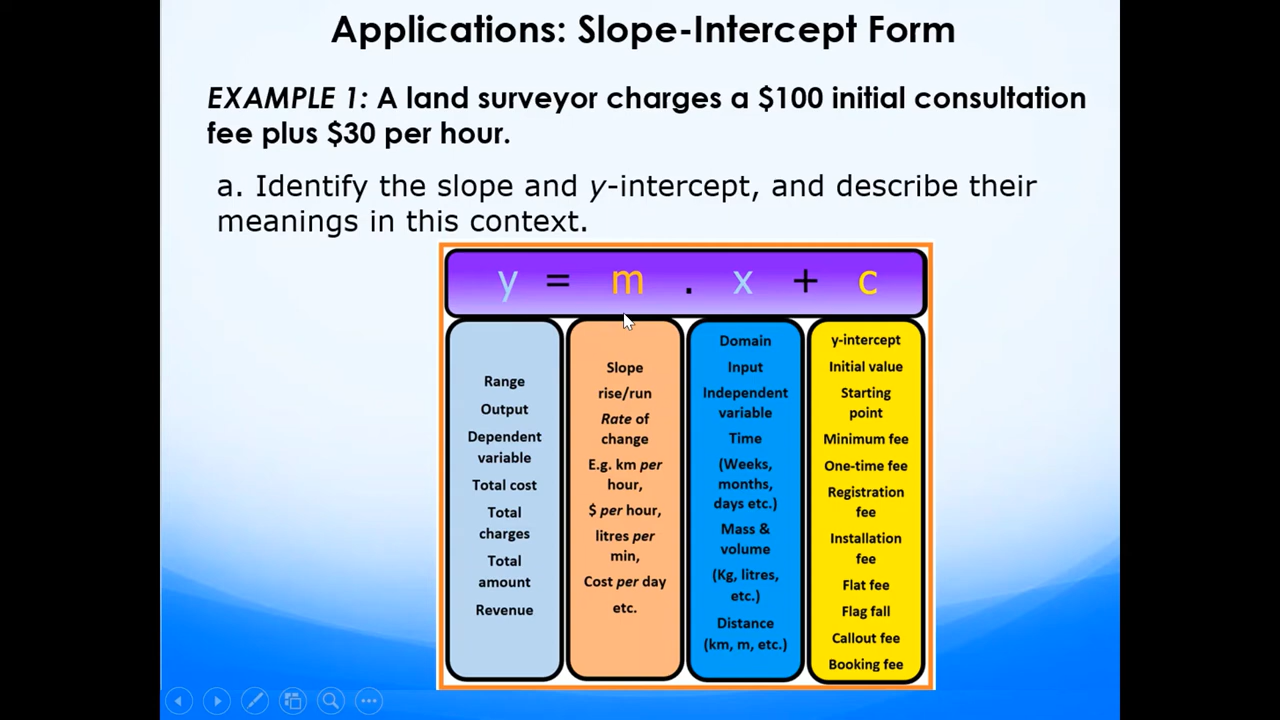 Applications: Slope-Intercept Form
EXAMPLE 1: A land surveyor charges a $100 initial consultation
fee plus $30 per hour.
a. Identify the slope and y-intercept, and describe their
meanings in this context.
y = m . x + c
Range
Output
Dependent
variable
Total cost
Total
charges
Total
amount
Revenue
Slope
rise/run
Rate of
change
E.g. km per
hour,
$ per hour,
litres per
min,
Cost per day
etc.
Domain
Input
Independent
variable
Time
(Weeks,
months,
days etc.)
Mass &
volume
(Kg, litres,
etc.)
Distance
(km, m, etc.)
y-intercept
Initial value
Starting
point
Minimum fee
One-time fee
Registration
fee
Installation
fee
Flat fee
Flag fall
Callout fee
Booking fee